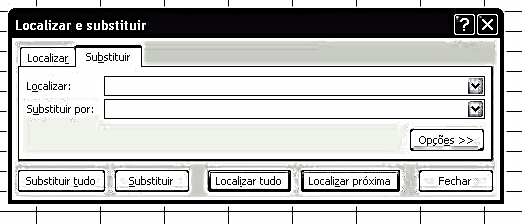 Localizar e substituir
Localizar Substituir
Localizar:
Substituir por:
Opções >>
Substituir tudo Substituir Localizar tudo Localizar próxima Fechar